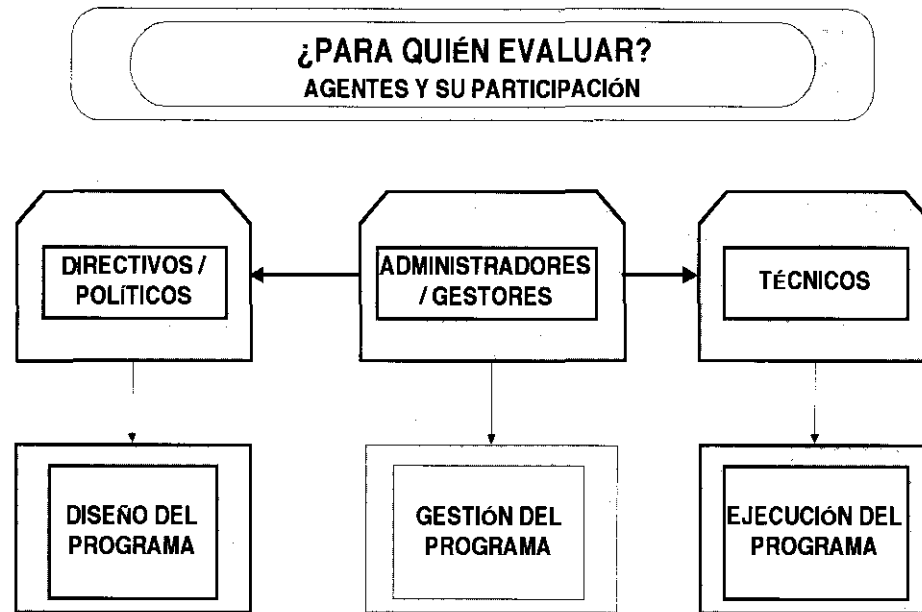 ¿PARA QUIÉN EVALUAR?
AGENTES Y SU PARTICIPACIÓN
DIRECTIVOS /
POLÍTICOS
ADMINISTRADORES
/ GESTORES
TÉCNICOS
DISEÑO DEL
PROGRAMA
GESTIÓN DEL
PROGRAMA
EJECUCIÓN DEL
PROGRAMA